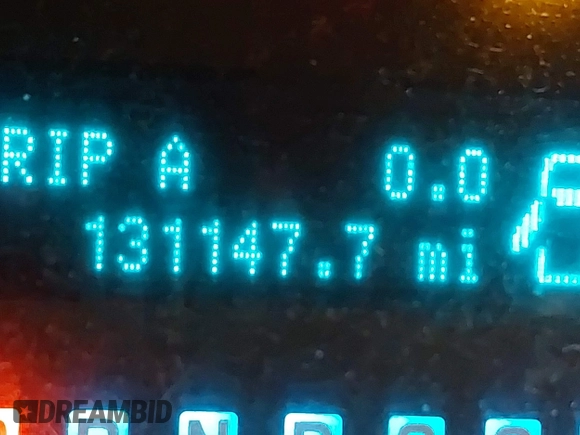 RIP A 0.0
131147.7 mi
R N D
DREAMBID